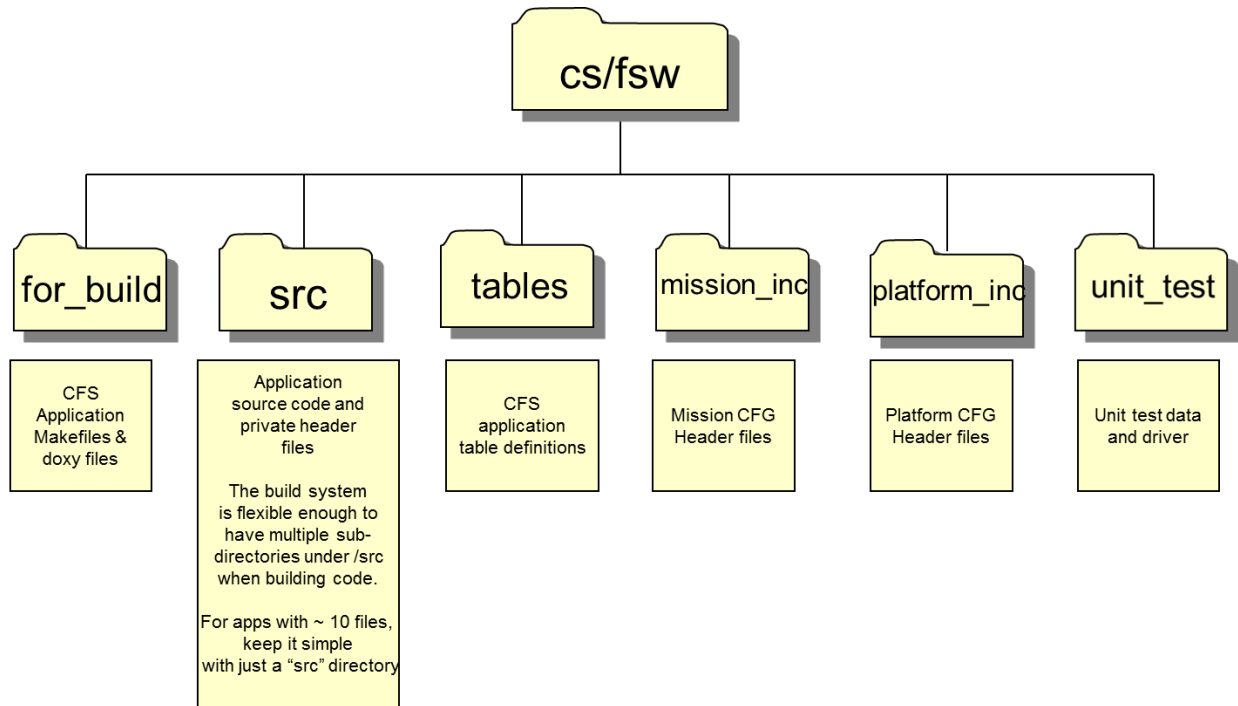 cs/fsw
for_build
src
tables
mission_inc
platform_inc
unit_test
CFS
Application
Makefiles &
doxy files
Application
source code and
private header
files
The build system
is flexible enough to
have multiple sub-
directories under /src
when building code.
For apps with ~ 10 files,
keep it simple
with just a “src” directory
CFS
application
table definitions
Mission CFG
Header files
Platform CFG
Header files
Unit test data
and driver